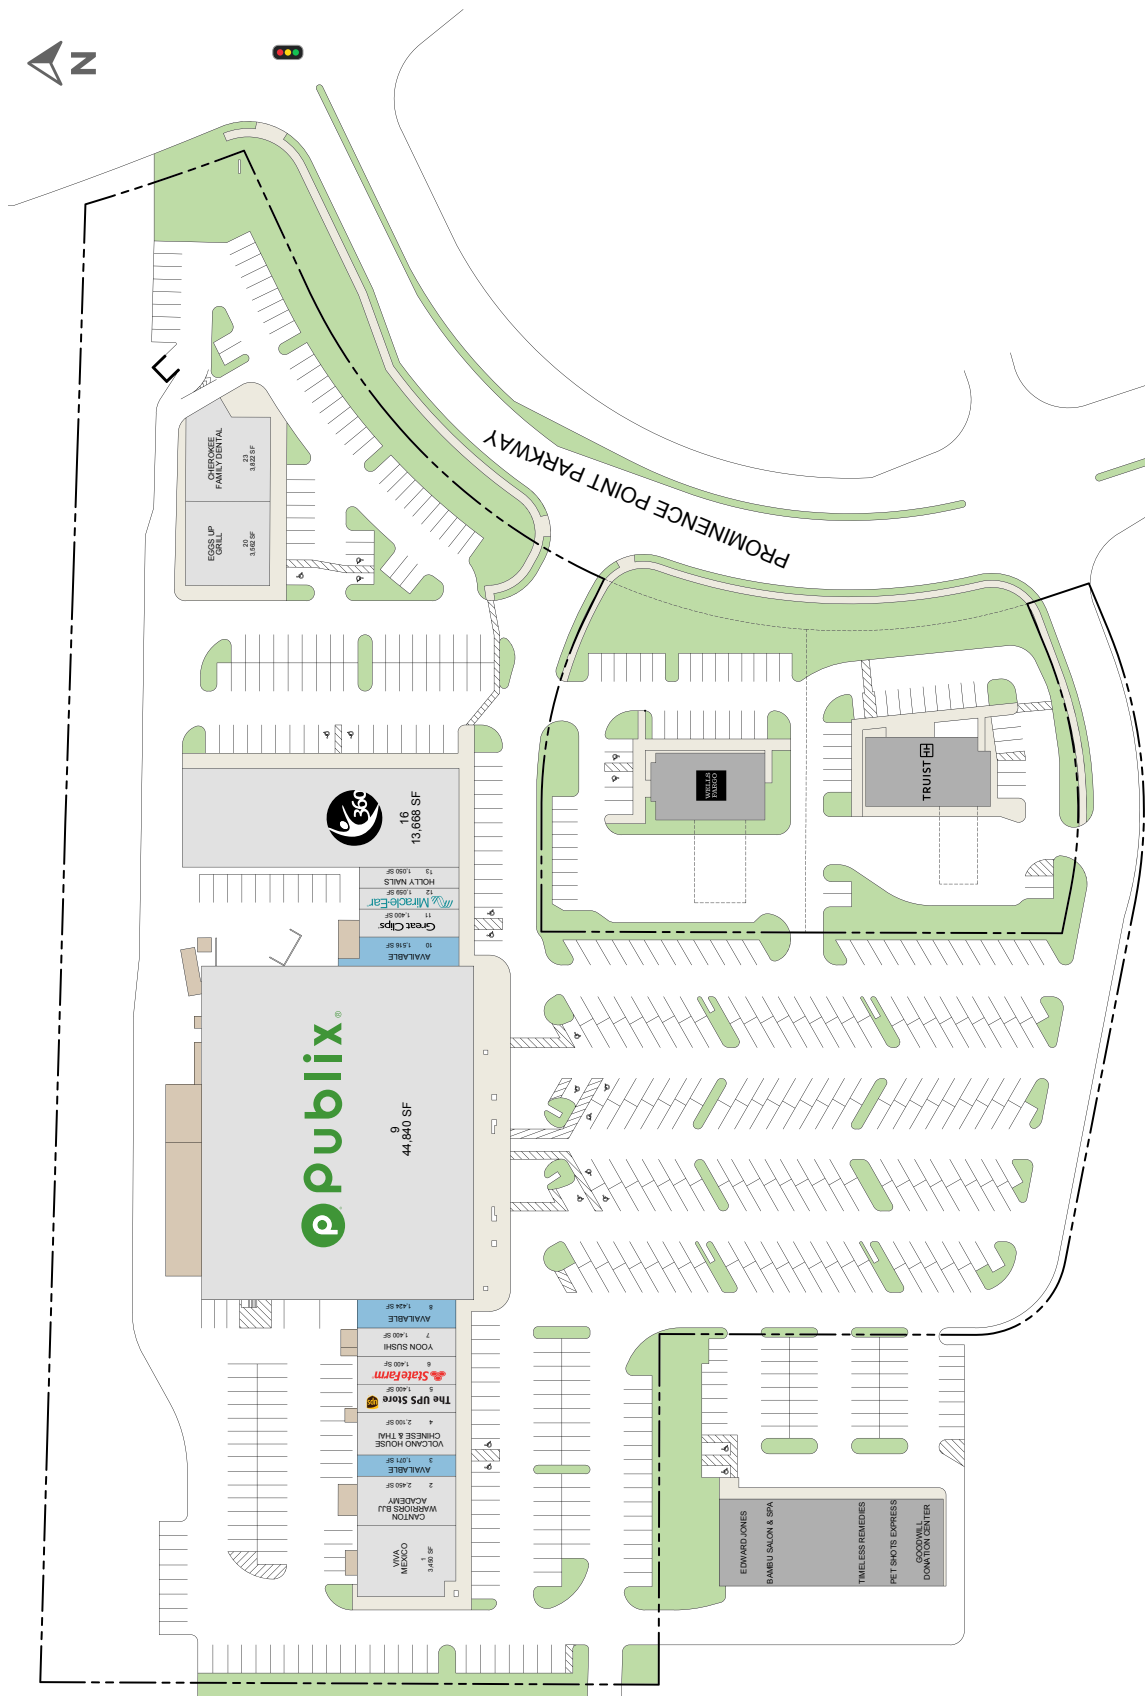 N
PROMINENCE POINT PARKWAY
CHEROKEE
FAMILY DENTAL
23
3,822 SF
EGGS UP
GRILL
20
3,562 SF
360
16
13,668 SF
13 1,050 SF
HOLLY NAILS
12 1,059 SF
Miracle-Ear
11 1,400 SF
Great Clips
10 1,516 SF
AVAILABLE
p
Publix®
9
44,840 SF
8 1,424 SF
AVAILABLE
7 1,400 SF
YOON SUSHI
6 1,400 SF
StateFarm
5 1,400 SF
ups
The UPS Store
4 2,100 SF
VOLCANO HOUSE
CHINESE & THAI
3 1,071 SF
AVAILABLE
2 2,450 SF
CANTON
WARRIORS BJJ
ACADEMY
VIVA
MEXICO
1
3,450 SF
WELLS
FARGO
TRUIST
EDWARD JONES
BAMBU SALON & SPA
TIMELESS REMEDIES
PET SHOTS EXPRESS
GOODWILL
DONATION CENTER